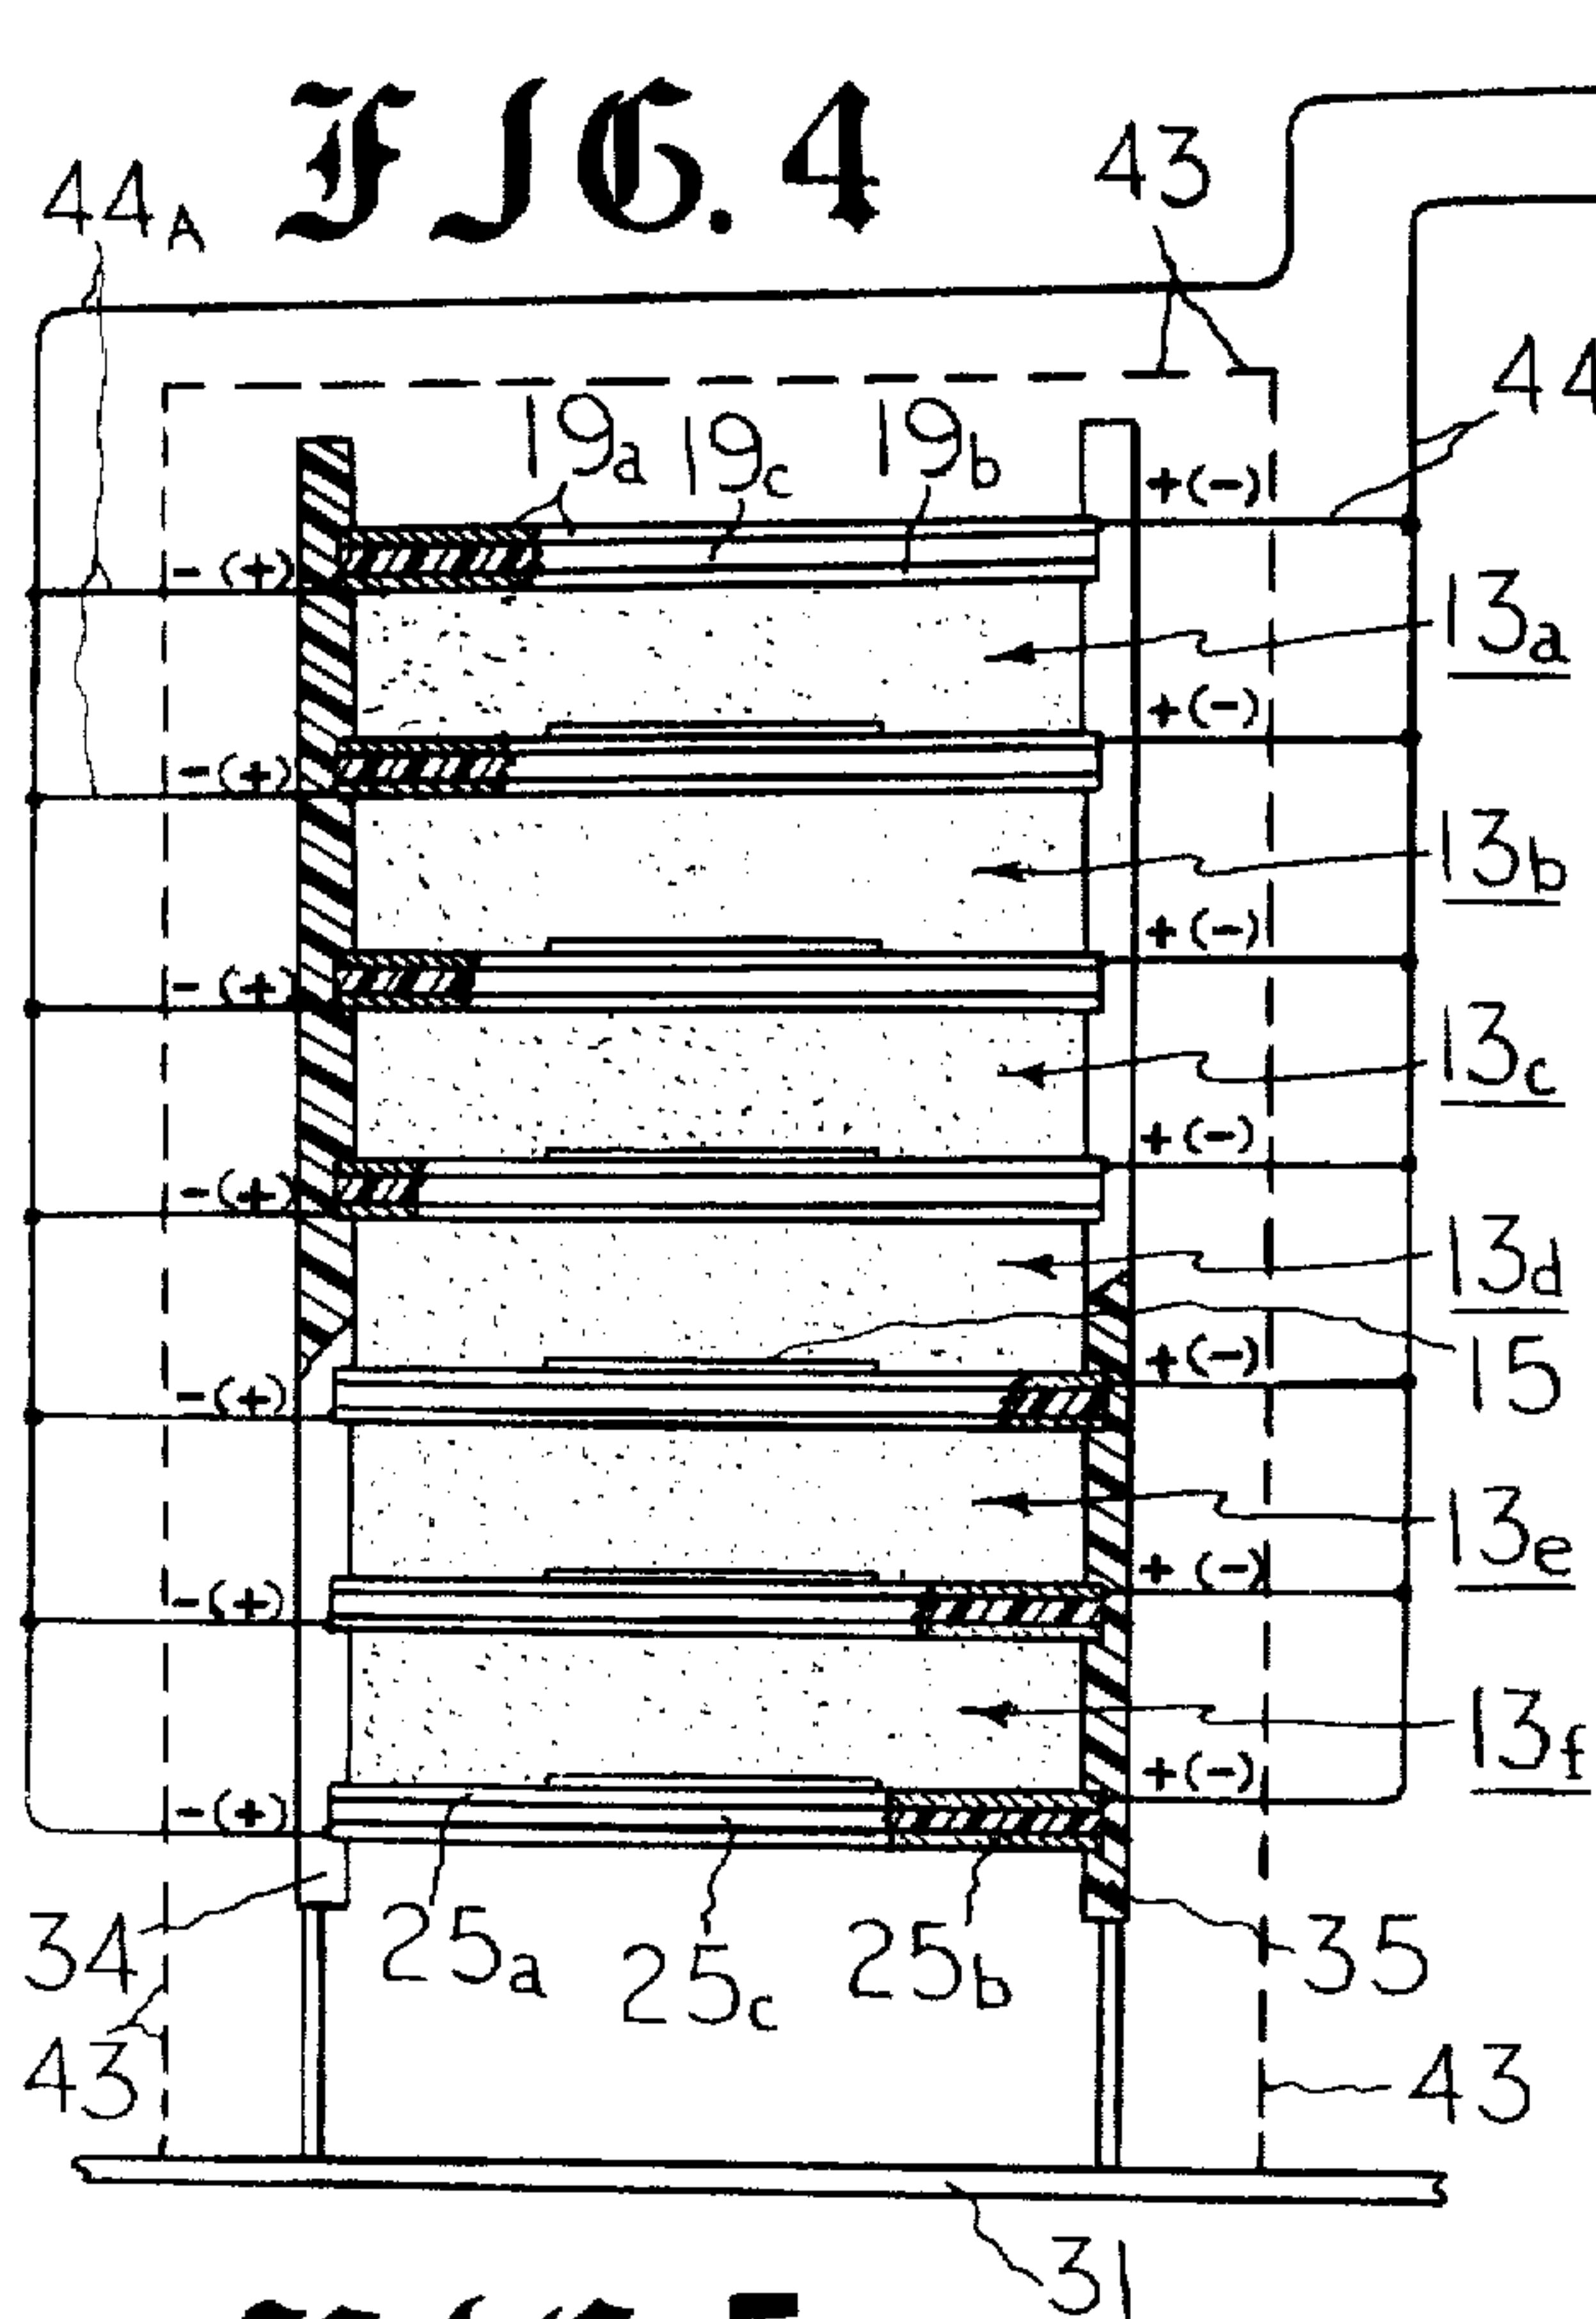 FIG. 4
43
44A
44
19a 19c 19b
+(-)
-(+)
13a
+(-)
-(+)
13b
+(-)
-(+)
13c
+(-)
-(+)
13d
15
+(-)
-(+)
13e
+(-)
-(+)
13f
+(-)
-(+)
34
25a
25c
25b
35
43
43
31